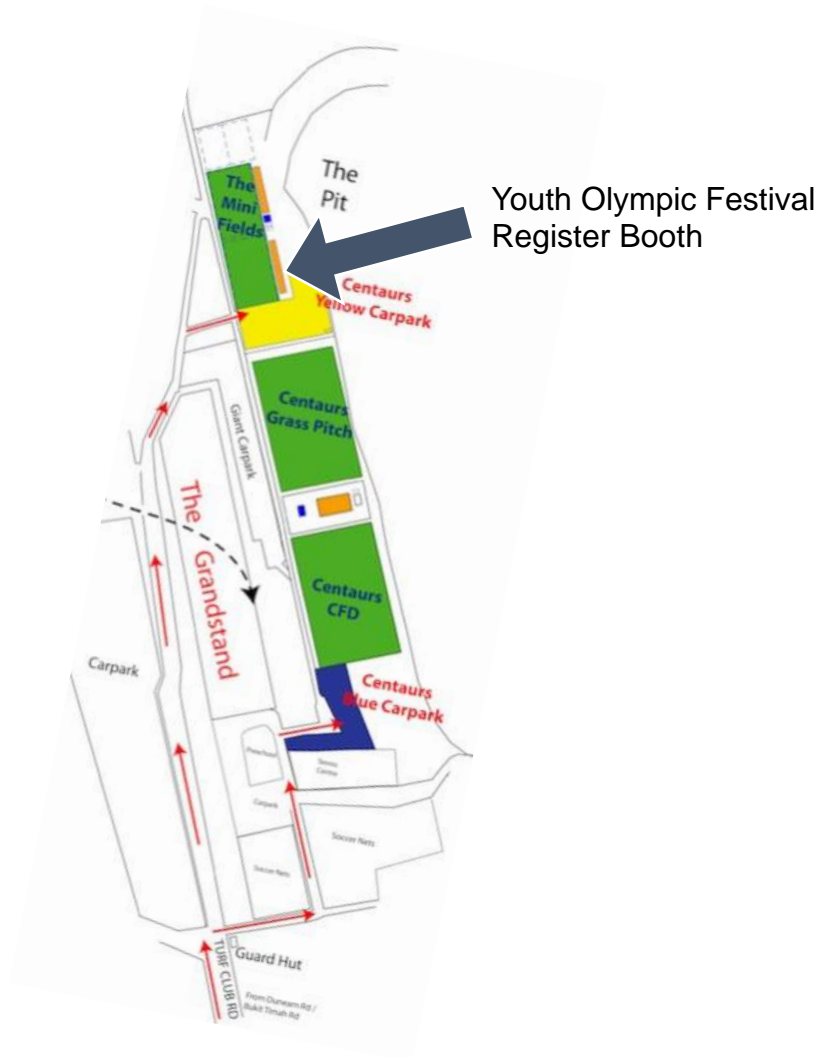 The
Pit
Youth Olympic Festival
Register Booth
The
Mini
Fields
Centaurs
Yellow Carpark
Centaurs
Grass Pitch
Giant Carpark
The Grandstand
Centaurs
CFD
Carpark
Centaurs
Blue Carpark
Tennis
Centre
Carpark
Soccer Nets
Soccer Nets
Guard Hut
TURF CLUB RD
From Dunearn Rd /
Bukit Timah Rd